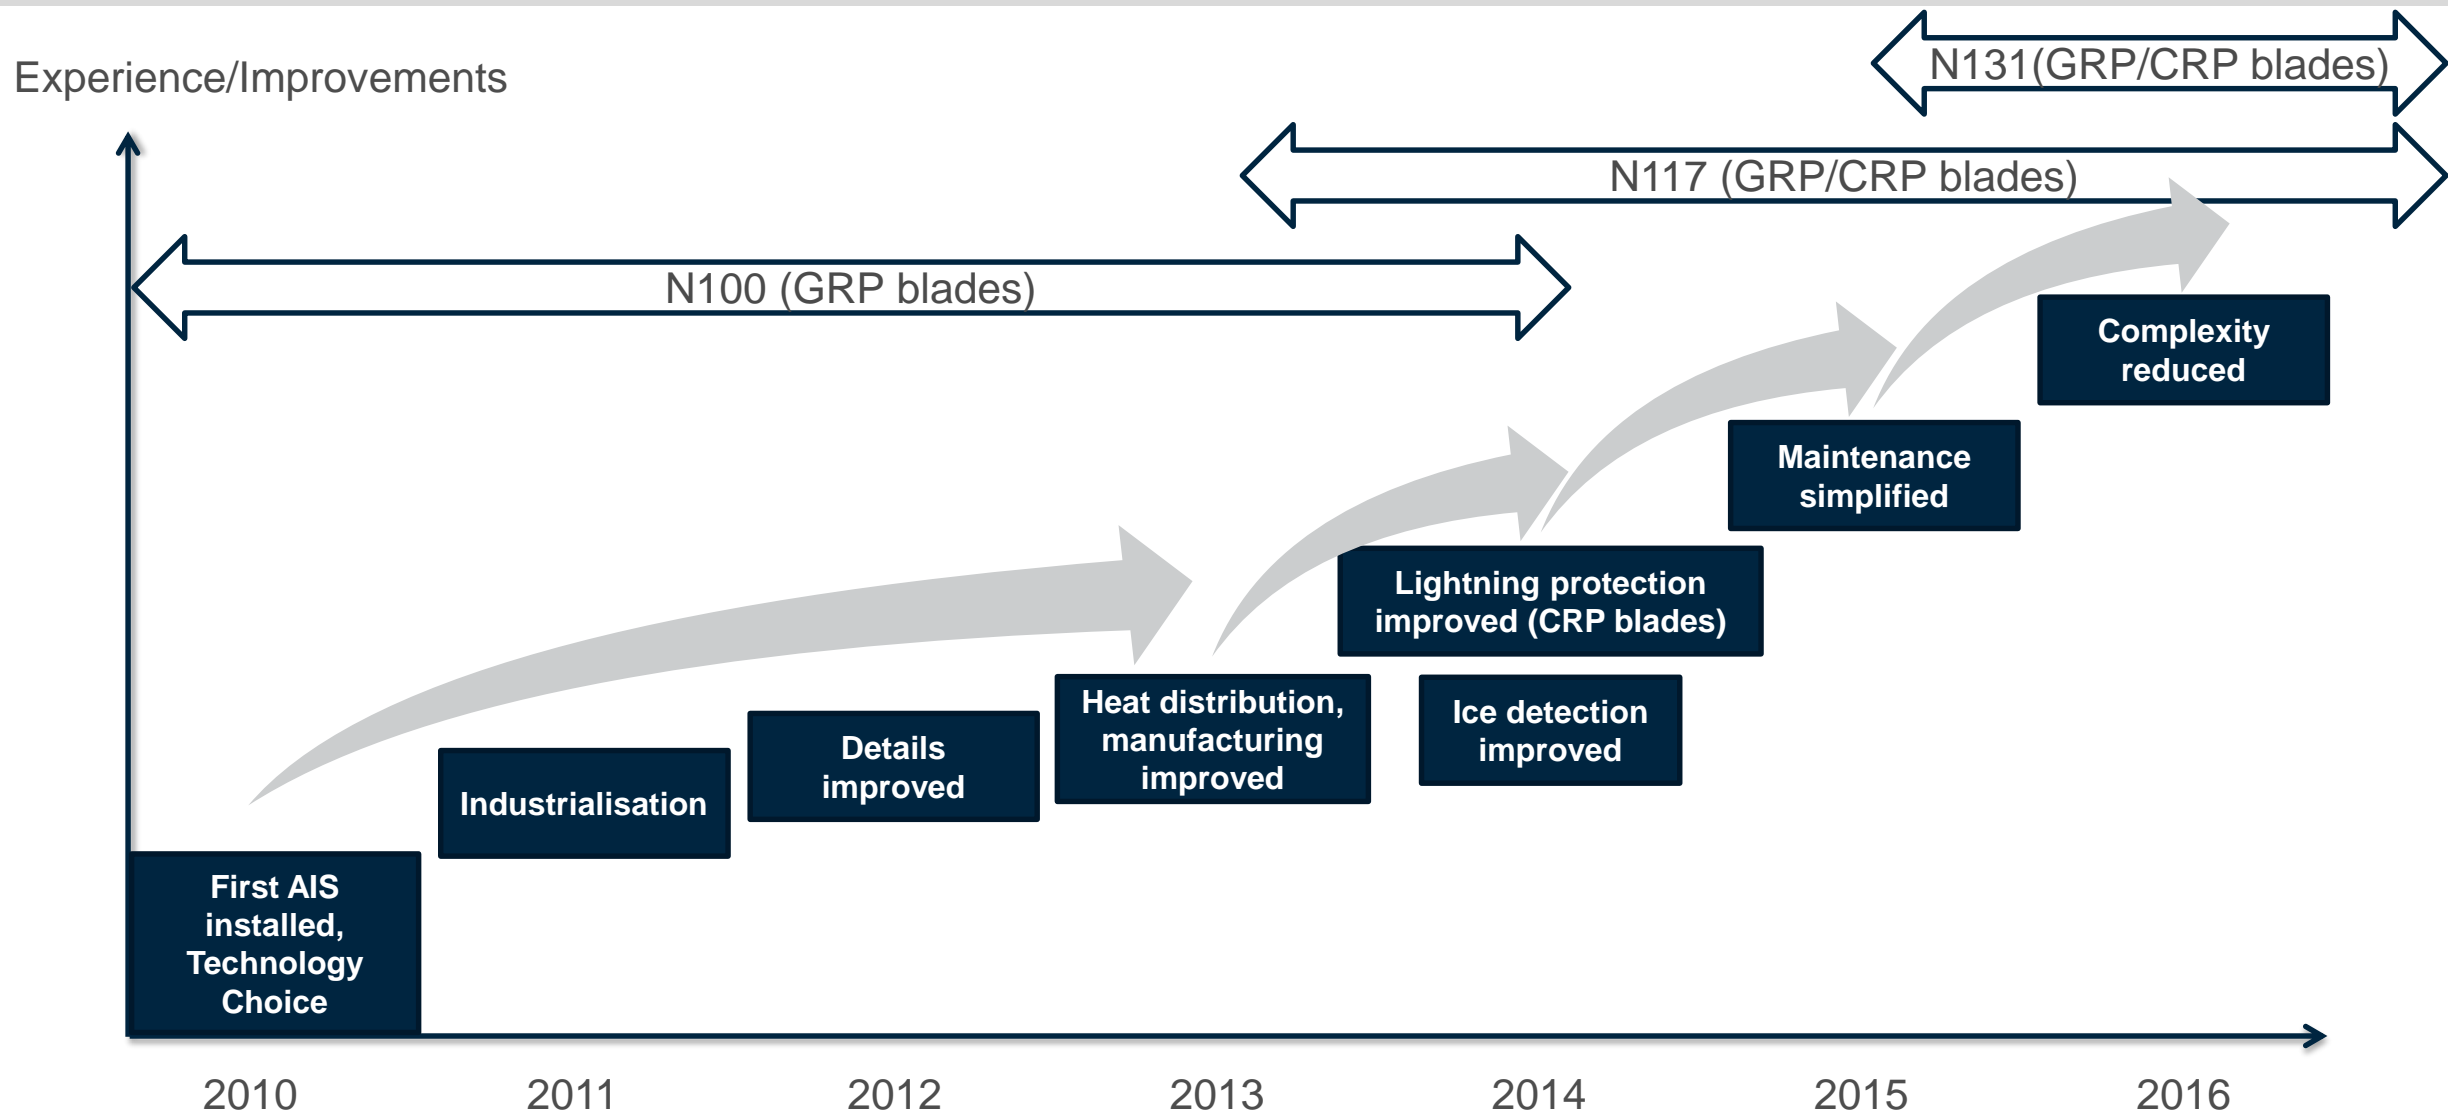 N131(GRP/CRP blades)
Experience/Improvements
N117 (GRP/CRP blades)
N100 (GRP blades)
Complexity
reduced
Maintenance
simplified
Lightning protection
improved (CRP blades)
Heat distribution,
manufacturing
improved
Ice detection
improved
Details
improved
Industrialisation
First AIS
installed,
Technology
Choice
2010 2011 2012 2013 2014 2015 2016